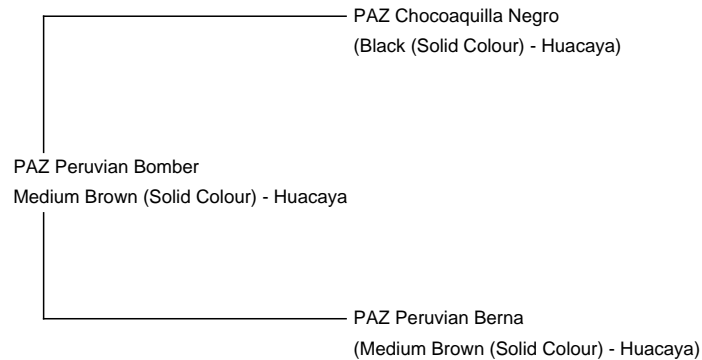 PAZ Chocoaquilla Negro
(Black (Solid Colour) - Huacaya)
PAZ Peruvian Bomber
Medium Brown (Solid Colour) - Huacaya
PAZ Peruvian Berna
(Medium Brown (Solid Colour) - Huacaya)